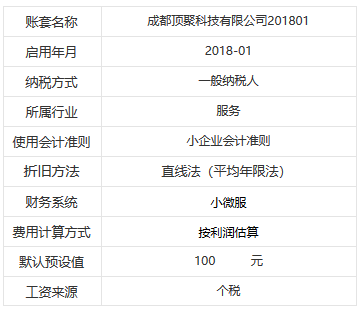 账套名称 成都顶聚科技有限公司201801
启用年月 2018-01
纳税方式 一般纳税人
所属行业 服务
使用会计准则 小企业会计准则
折旧方法 直线法（平均年限法）
财务系统 小微服
费用计算方式 按利润估算
默认预设值 100 元
工资来源 个税